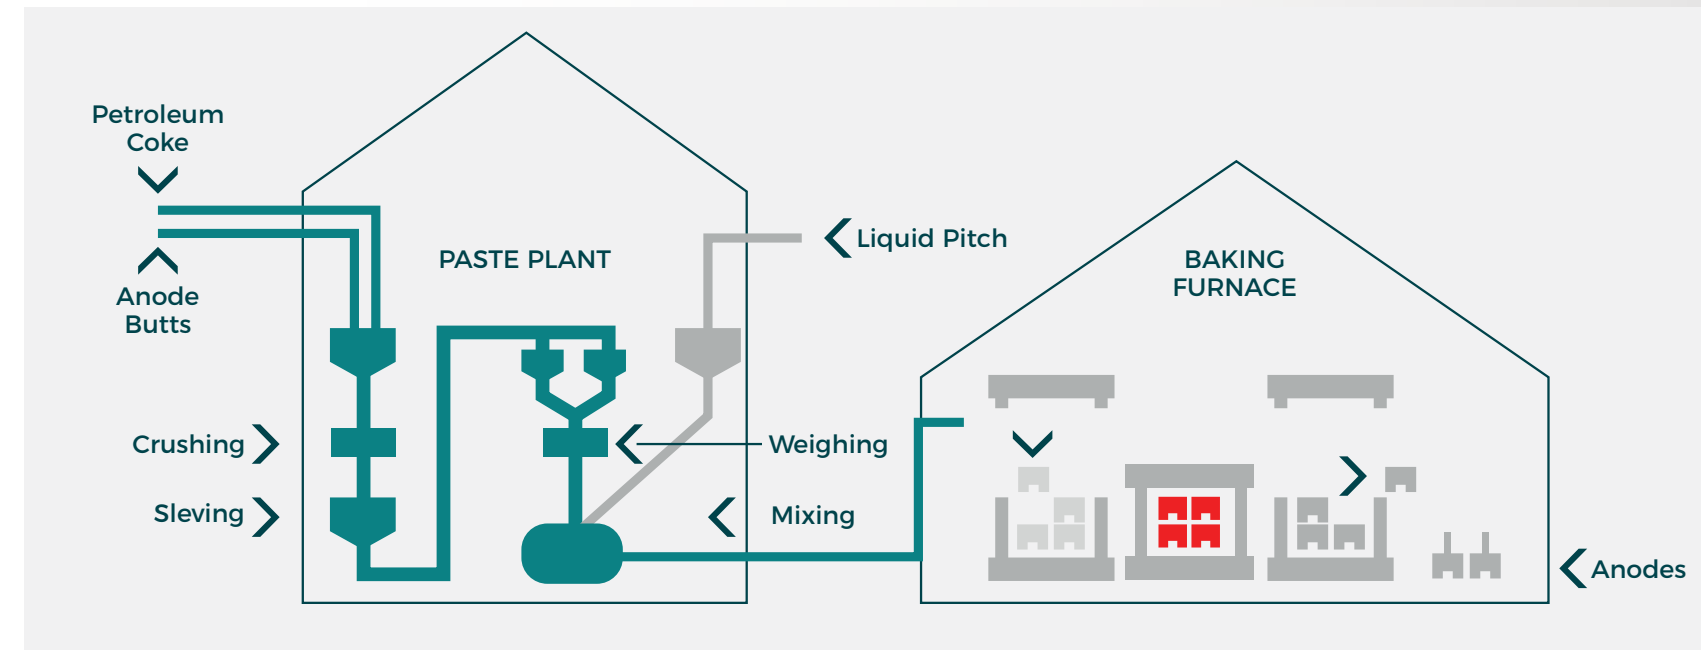 Petroleum
Coke
Anode
Butts
Crushing
Sleving
PASTE PLANT
Liquid Pitch
Weighing
Mixing
BAKING
FURNACE
Anodes